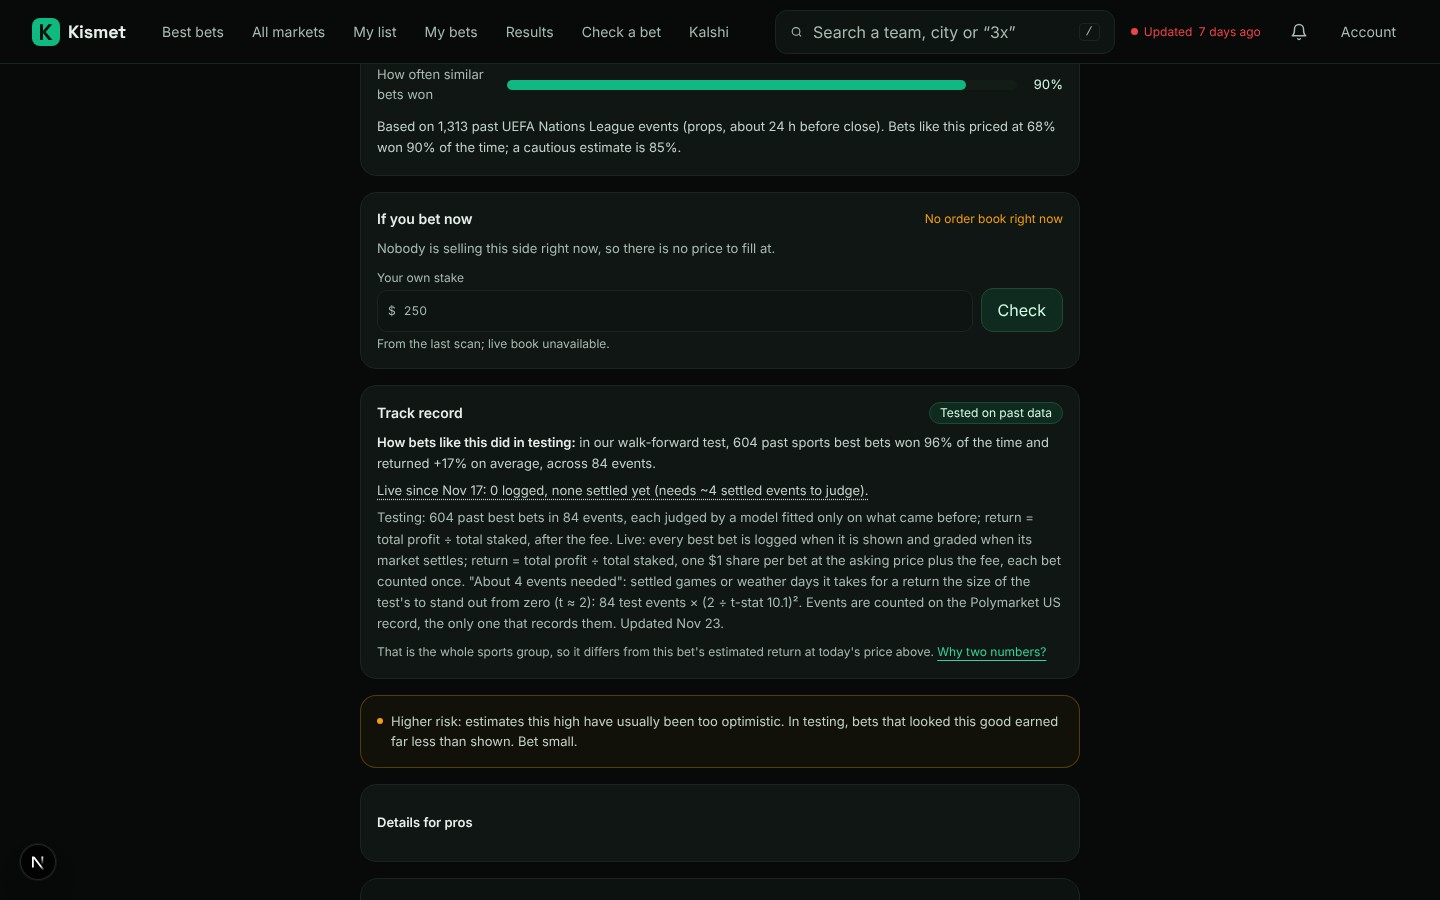 K Kismet Best bets All markets My list My bets Results Check a bet Kalshi Search a team, city or “3x” / Updated 7 days ago Account
How often similar
bets won
90%
Based on 1,313 past UEFA Nations League events (props, about 24 h before close). Bets like this priced at 68%
won 90% of the time; a cautious estimate is 85%.
If you bet now No order book right now
Nobody is selling this side right now, so there is no price to fill at.
Your own stake
$ 250 Check
From the last scan; live book unavailable.
Track record Tested on past data
How bets like this did in testing: in our walk-forward test, 604 past sports best bets won 96% of the time and
returned +17% on average, across 84 events.
Live since Nov 17: 0 logged, none settled yet (needs ~4 settled events to judge).
Testing: 604 past best bets in 84 events, each judged by a model fitted only on what came before; return =
total profit ÷ total staked, after the fee. Live: every best bet is logged when it is shown and graded when its
market settles; return = total profit ÷ total staked, one $1 share per bet at the asking price plus the fee, each bet
counted once. "About 4 events needed": settled games or weather days it takes for a return the size of the
test's to stand out from zero (t ≈ 2): 84 test events × (2 ÷ t-stat 10.1)². Events are counted on the Polymarket US
record, the only one that records them. Updated Nov 23.
That is the whole sports group, so it differs from this bet's estimated return at today's price above. Why two numbers?
Higher risk: estimates this high have usually been too optimistic. In testing, bets that looked this good earned
far less than shown. Bet small.
Details for pros
N